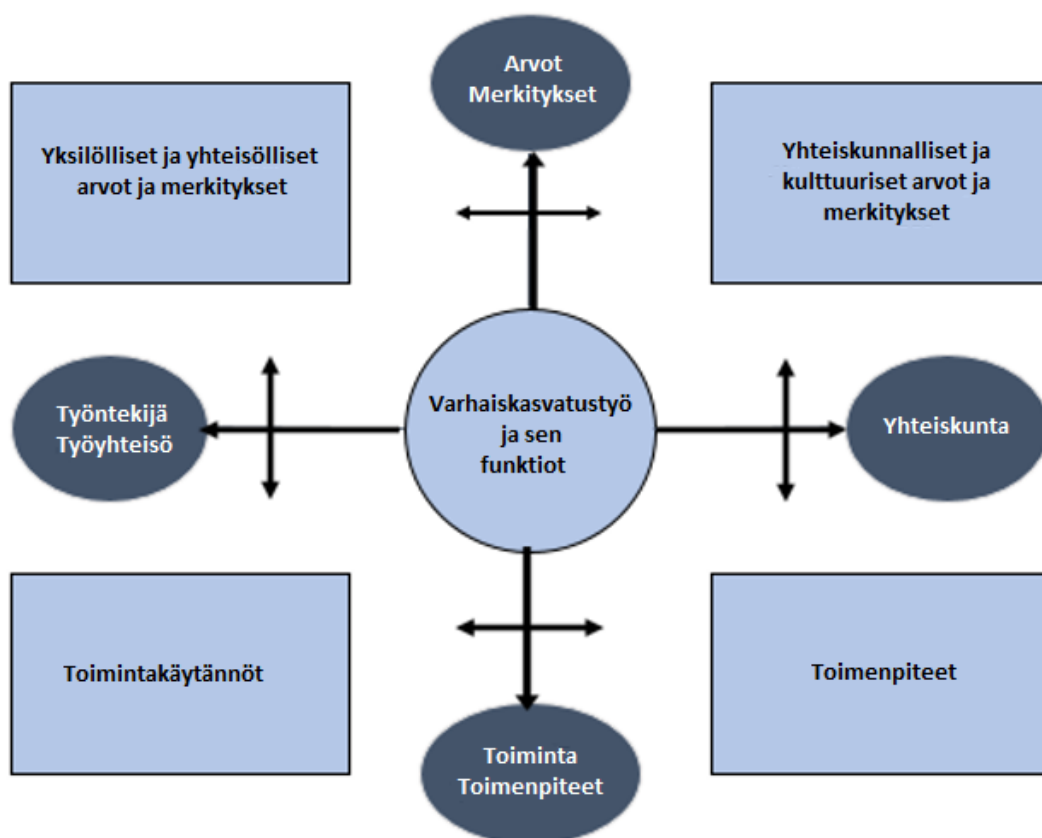 Arvot
Merkitykset
Yksilölliset ja yhteisölliset
arvot ja merkitykset
Yhteiskunnalliset ja
kulttuuriset arvot ja
merkitykset
Työntekijä
Työyhteisö
Varhaiskasvatustyö
ja sen
funktiot
Yhteiskunta
Toimintakäytännöt
Toimenpiteet
Toiminta
Toimenpiteet